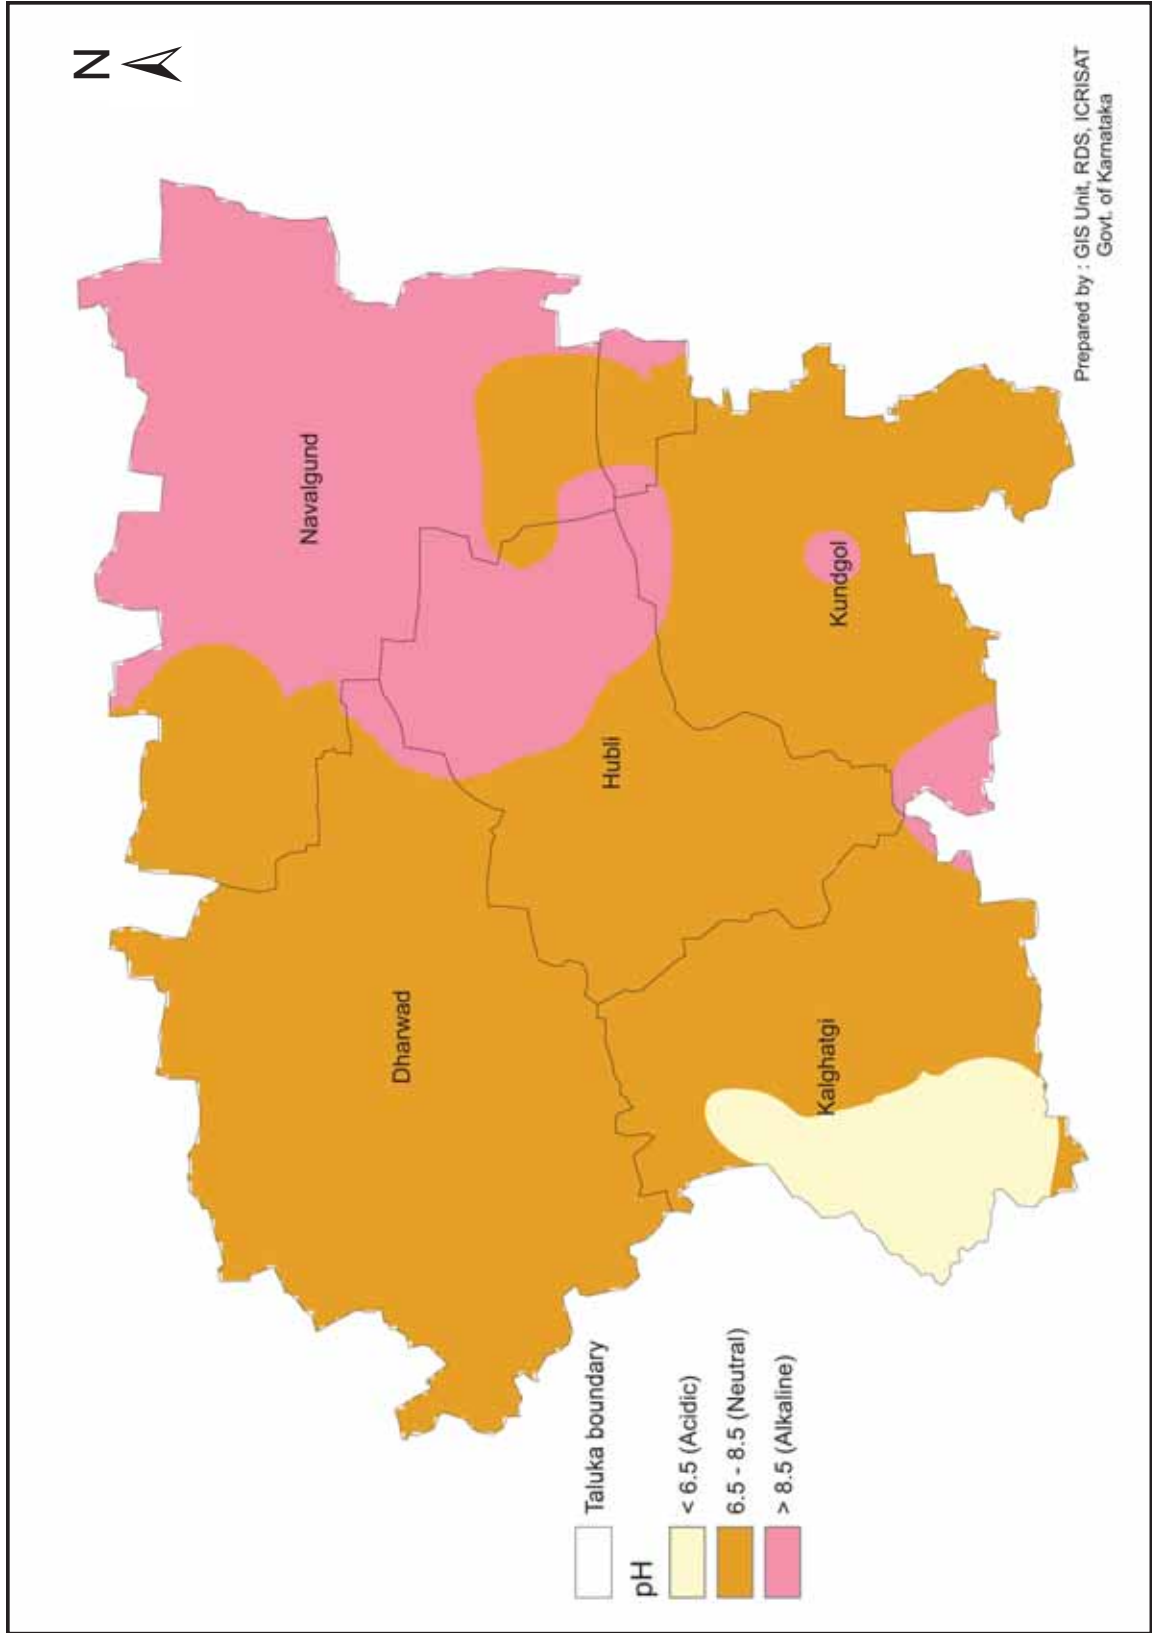 N
Navalgund
Dharwad
Hubli
Kundgol
Kalghatgi
Taluka boundary
pH
< 6.5 (Acidic)
6.5 - 8.5 (Neutral)
> 8.5 (Alkaline)
Prepared by : GIS Unit, RDS, ICRISAT
Govt. of Karnataka